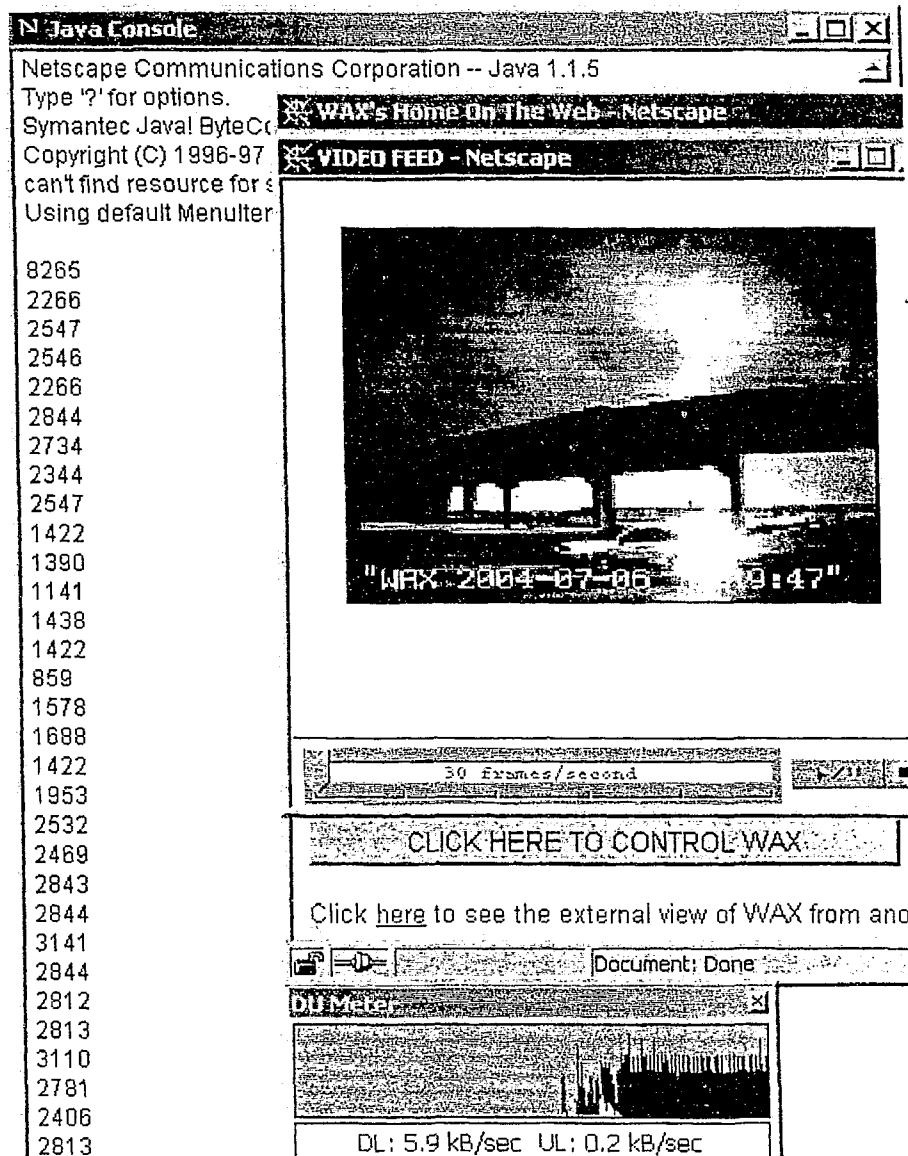 Java Console
Netscape Communications Corporation -- Java 1.1.5
Type '?' for options.
Symantec Java! ByteCo
Copyright (C) 1996-97
can't find resource for s
Using default MenuIter
8265
2266
2547
2546
2266
2844
2734
2344
2547
1422
1390
1141
1438
1422
859
1578
1688
1422
1953
2532
2469
2843
2844
3141
2844
2812
2813
3110
2781
2406
2813
WAX's Home On The Web - Netscape
VIDEO FEED - Netscape
"WAX 2004-07-06 9:47"
30 frames/second
CLICK HERE TO CONTROL WAX
Click here to see the external view of WAX from ano
Document: Done
DU Meter
DL: 5.9 kB/sec UL: 0.2 kB/sec